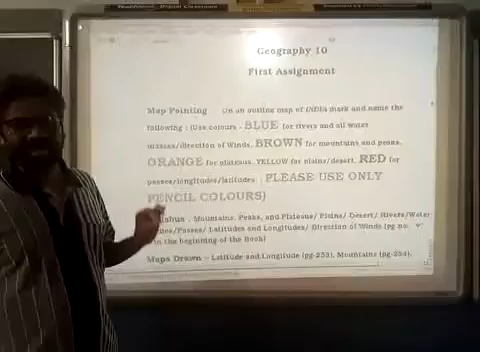 Geography 10
First Assignment
Map Pointing On an outline map of INDIA mark and name the
following : (Use colours - BLUE for rivers and all water
masses/direction of Winds, BROWN for mountains and peaks,
ORANGE for plateaus, YELLOW for plains/desert, RED for
passes/longitudes/latitudes. PLEASE USE ONLY
PENCIL COLOURS)
- Mountains, Peaks, and Plateaus/ Plains/ Desert/ Rivers/Water
/Passes/ Latitudes and Longitudes/ Direction of Winds (pg no.
in the beginning of the Book)
Maps Drawn - Latitude and Longitude (pg-253), Mountains (pg-254),